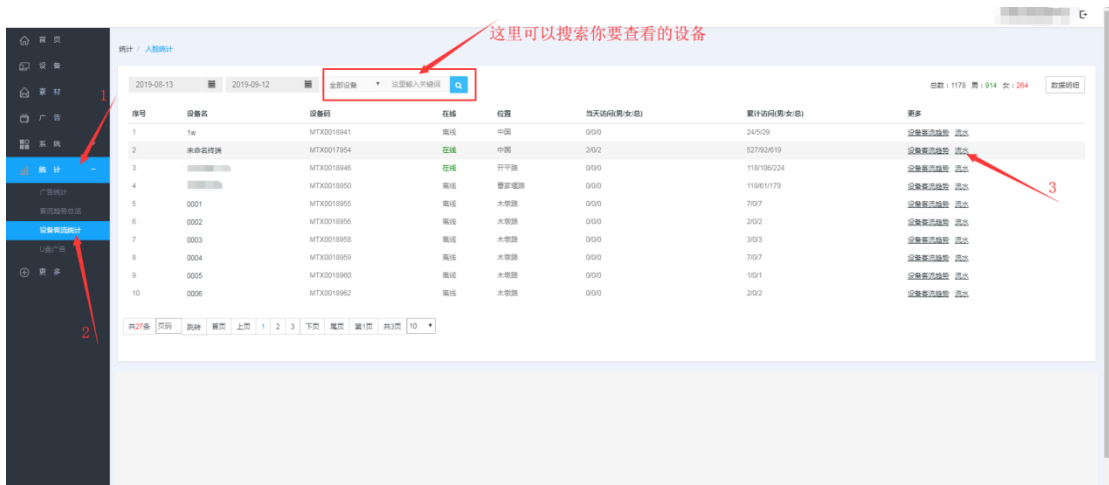 这里可以搜索你要查看的设备
首 页
设 备
素 材
广 告
系 统
统 计
广告统计
设备客流统计
更 多
1
2
3
统计 / 人脸统计
2019-08-13 2019-09-12 全部设备 这里输入关键词 总数：1178 男：914 女：264 数据明细
序号 设备名 设备码 在线 位置 当天访问(男/女/总) 累计访问(男/女/总) 更多
1 1w MTX0018941 离线 中国 0/0/0 24/5/29 设备客流趋势 流水
2 未命名终端 MTX0017954 在线 中国 2/0/2 527/92/619 设备客流趋势 流水
3 MTX0018946 在线 开平路 0/0/0 118/106/224 设备客流趋势 流水
4 MTX0018950 离线 0/0/0 118/61/179 设备客流趋势 流水
5 0001 MTX0018955 离线 木墩路 0/0/0 7/0/7 设备客流趋势 流水
6 0002 MTX0018956 离线 木墩路 0/0/0 2/0/2 设备客流趋势 流水
7 0003 MTX0018958 离线 木墩路 0/0/0 3/0/3 设备客流趋势 流水
8 0004 MTX0018959 离线 木墩路 0/0/0 7/0/7 设备客流趋势 流水
9 0005 MTX0018960 离线 木墩路 0/0/0 1/0/1 设备客流趋势 流水
10 0006 MTX0018962 离线 木墩路 0/0/0 2/0/2 设备客流趋势 流水
共27条 页码 跳转 首页 上页 1 2 3 下页 尾页 第1页 共3页 10